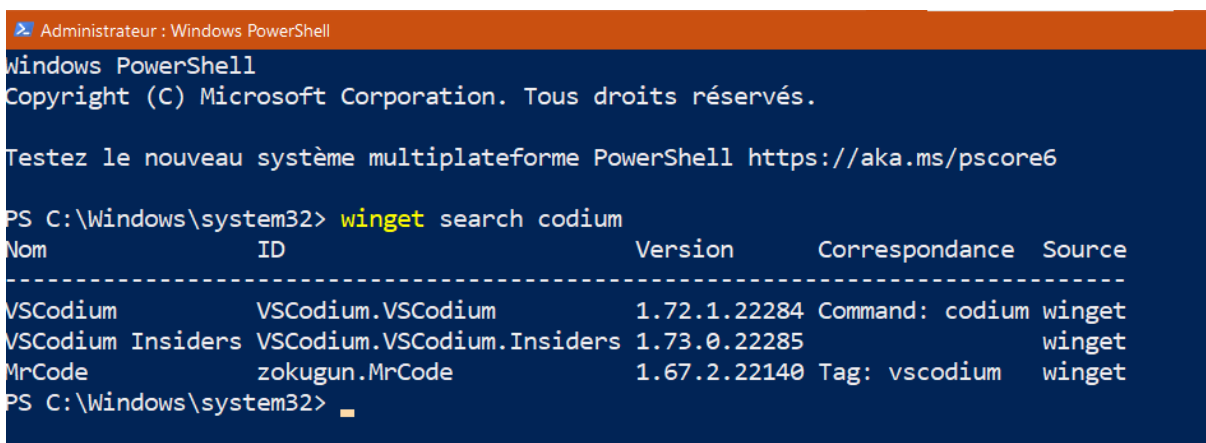 Administrateur : Windows PowerShell
Windows PowerShell
Copyright (C) Microsoft Corporation. Tous droits réservés.
Testez le nouveau système multiplateforme PowerShell https://aka.ms/pscore6
PS C:\Windows\system32> winget search codium
Nom ID Version Correspondance Source
-------------------------------------------------------------------------------
VSCodium VSCodium.VSCodium 1.72.1.22284 Command: codium winget
VSCodium Insiders VSCodium.VSCodium.Insiders 1.73.0.22285 winget
MrCode zokugun.MrCode 1.67.2.22140 Tag: vscodium winget
PS C:\Windows\system32>